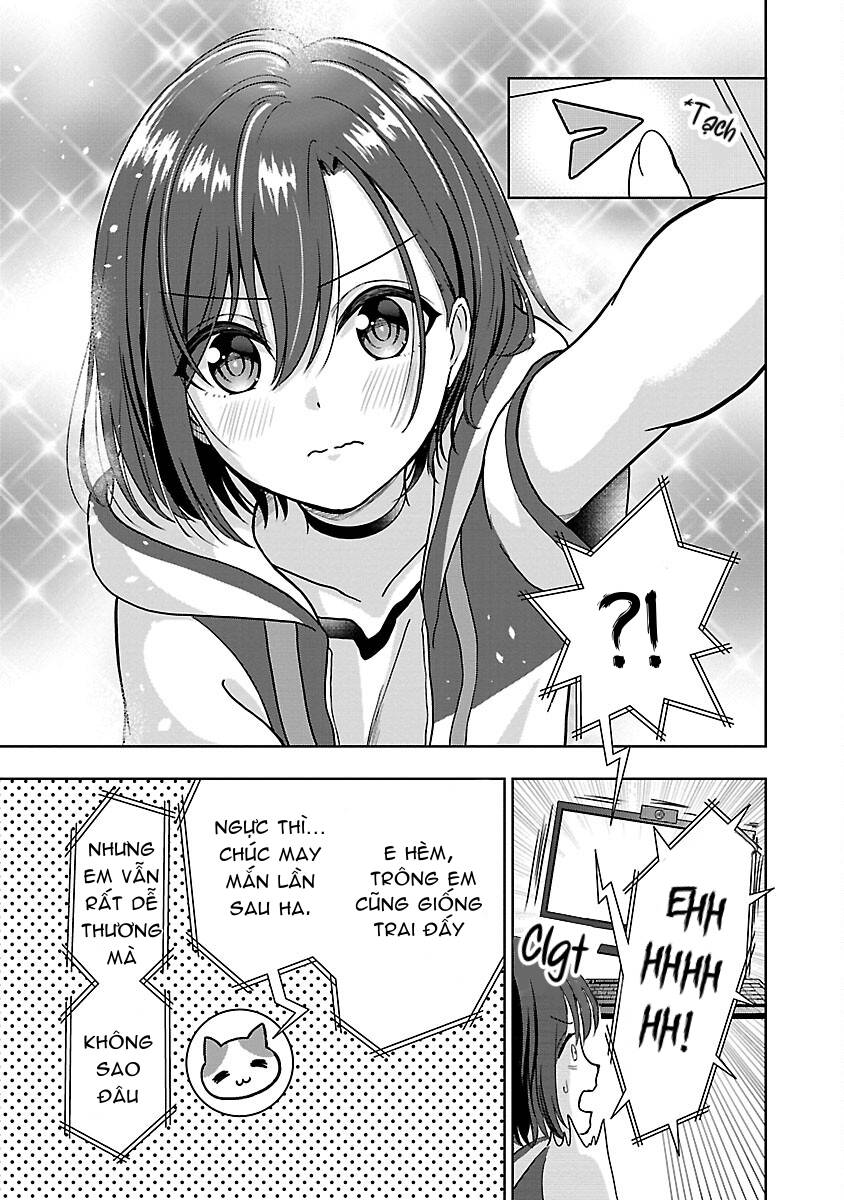 *Tạch
?!
EHH
HHHH
HH!
Clgt
E HÈM,
TRÔNG EM
CŨNG GIỐNG
TRAI ĐẤY
NGỰC THÌ...
CHÚC MAY
MẮN LẦN
SAU HA.
NHƯNG
EM VẪN
RẤT DỄ
THƯƠNG MÀ
KHÔNG
SAO
ĐÂU